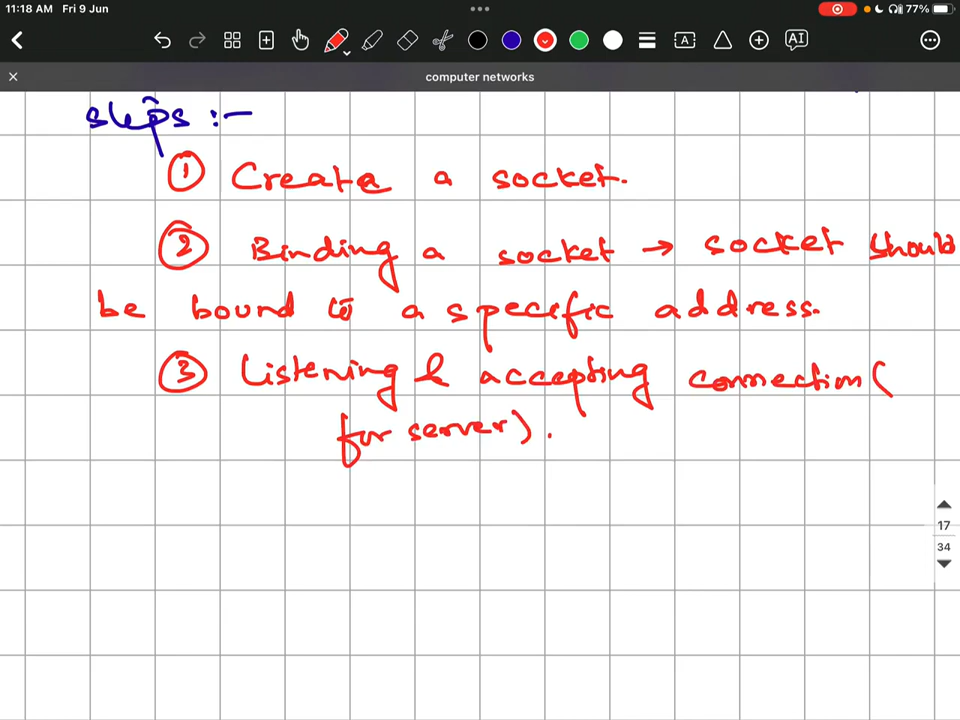 11:18 AM Fri 9 Jun
77%
computer networks
steps :-
① Create a socket.
② Binding a socket → socket should
be bound to a specific address.
③ Listening & accepting connection (
for server).
17
34
A
AI